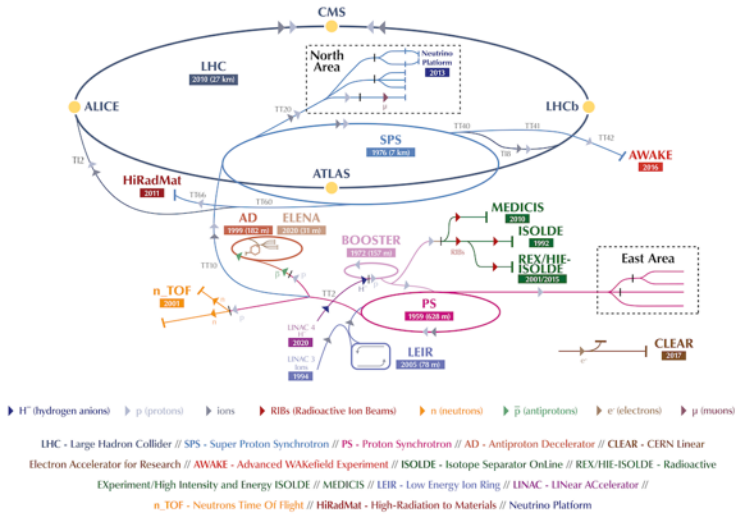 CMS
North
Area
Neutrino
Platform
2013
LHC
2010 (27 km)
μ
TT20
ALICE
LHCb
TT40
TT41
TT42
SPS
1976 (7 km)
TI8
TI2
AWAKE
2016
HiRadMat
2011
ATLAS
TT66
TT60
MEDICIS
2010
AD
1999 (182 m)
ELENA
2020 (31 m)
ISOLDE
1992
BOOSTER
1972 (157 m)
RIBs
REX/HIE-
ISOLDE
2001/2015
East Area
TT10
p̅
p
n_TOF
2001
TT2
H⁻
p
n
n
p
PS
1959 (628 m)
LINAC 4
H⁻
2020
LINAC 3
Ions
1994
LEIR
2005 (78 m)
CLEAR
2017
e⁻
H⁻ (hydrogen anions) p (protons) ions RIBs (Radioactive Ion Beams) n (neutrons) p̅ (antiprotons) e⁻ (electrons) μ (muons)
LHC - Large Hadron Collider // SPS - Super Proton Synchrotron // PS - Proton Synchrotron // AD - Antiproton Decelerator // CLEAR - CERN Linear
Electron Accelerator for Research // AWAKE - Advanced WAKefield Experiment // ISOLDE - Isotope Separator OnLine // REX/HIE-ISOLDE - Radioactive
EXperiment/High Intensity and Energy ISOLDE // MEDICIS // LEIR - Low Energy Ion Ring // LINAC - LINear ACcelerator //
n_TOF - Neutrons Time Of Flight // HiRadMat - High-Radiation to Materials // Neutrino Platform